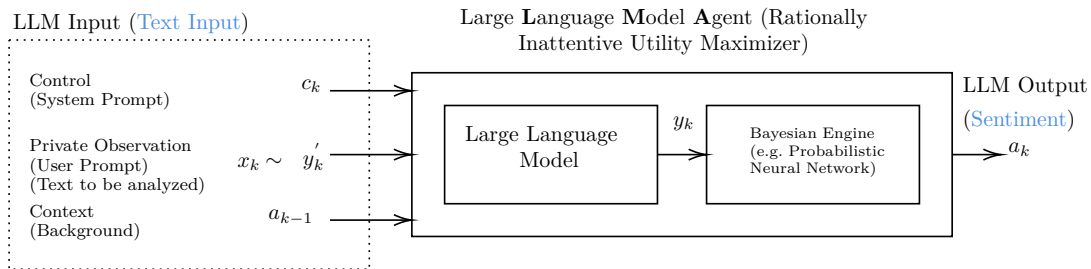 LLM Input (Text Input)
Large Language Model Agent (Rationally
Inattentive Utility Maximizer)
Control
(System Prompt)
c_k
Private Observation
(User Prompt)
(Text to be analyzed)
x_k ∼ y'_k
Context
(Background)
a_{k−1}
Large Language
Model
y_k
Bayesian Engine
(e.g. Probabilistic
Neural Network)
LLM Output
(Sentiment)
a_k